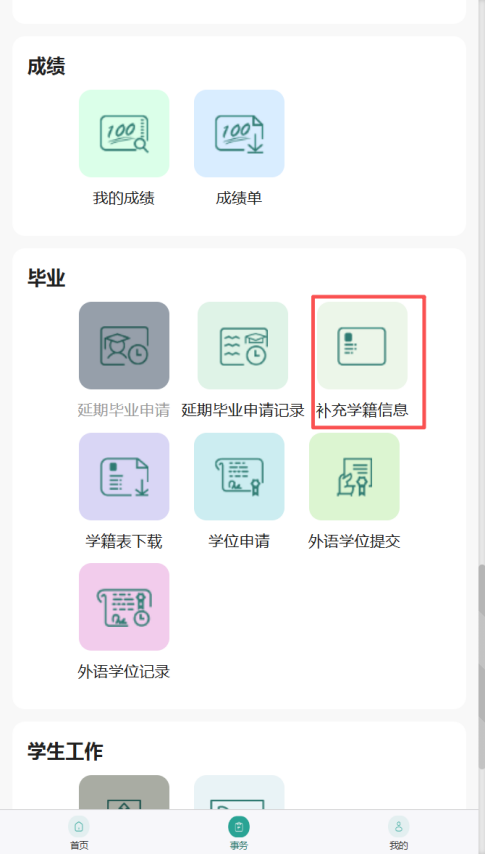 成绩
100
100
我的成绩
成绩单
毕业
延期毕业申请
延期毕业申请记录
补充学籍信息
学籍表下载
学位申请
外语学位提交
外语学位记录
学生工作
首页
事务
我的